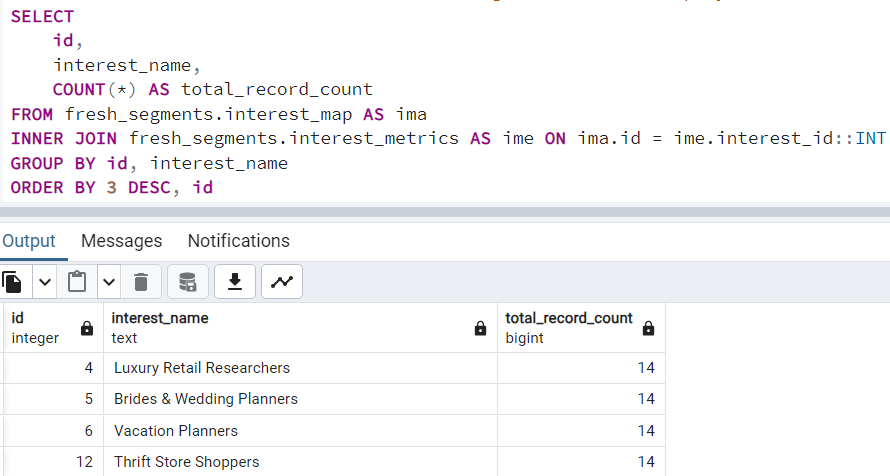 SELECT
id,
interest_name,
COUNT(*) AS total_record_count
FROM fresh_segments.interest_map AS ima
INNER JOIN fresh_segments.interest_metrics AS ime ON ima.id = ime.interest_id::INT
GROUP BY id, interest_name
ORDER BY 3 DESC, id
Output Messages Notifications
id interest_name total_record_count
integer text bigint
4 Luxury Retail Researchers 14
5 Brides & Wedding Planners 14
6 Vacation Planners 14
12 Thrift Store Shoppers 14